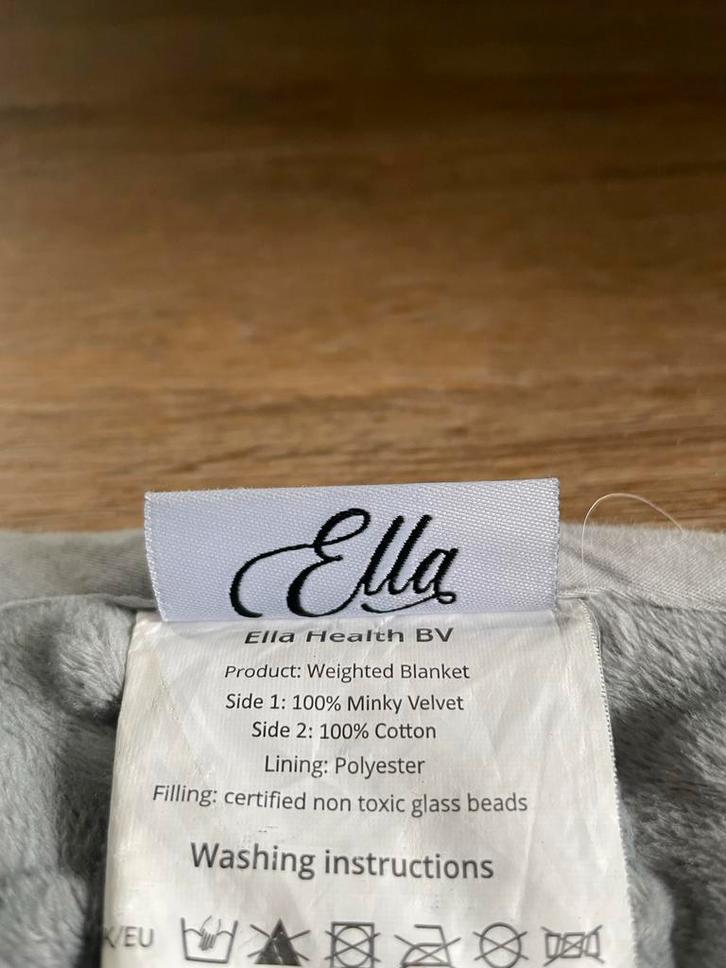 Ella
Ella Health BV
Product: Weighted Blanket
Side 1: 100% Minky Velvet
Side 2: 100% Cotton
Lining: Polyester
Filling: certified non toxic glass beads
Washing instructions
/EU